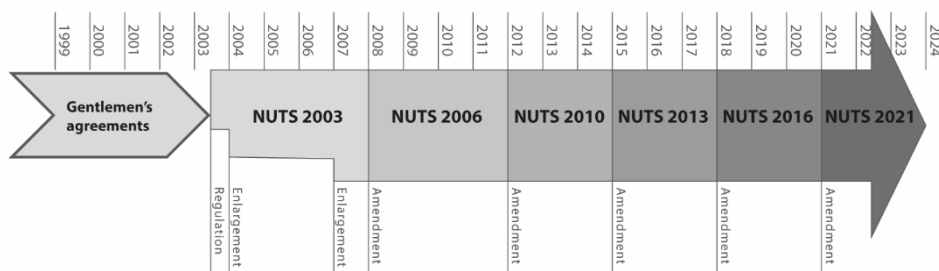 1999
2000
2001
2002
2003
2004
2005
2006
2007
2008
2009
2010
2011
2012
2013
2014
2015
2016
2017
2018
2019
2020
2021
2022
2023
2024
Gentlemen's
agreements
NUTS 2003
NUTS 2006
NUTS 2010
NUTS 2013
NUTS 2016
NUTS 2021
Regulation
Enlargement
Enlargement
Amendment
Amendment
Amendment
Amendment
Amendment